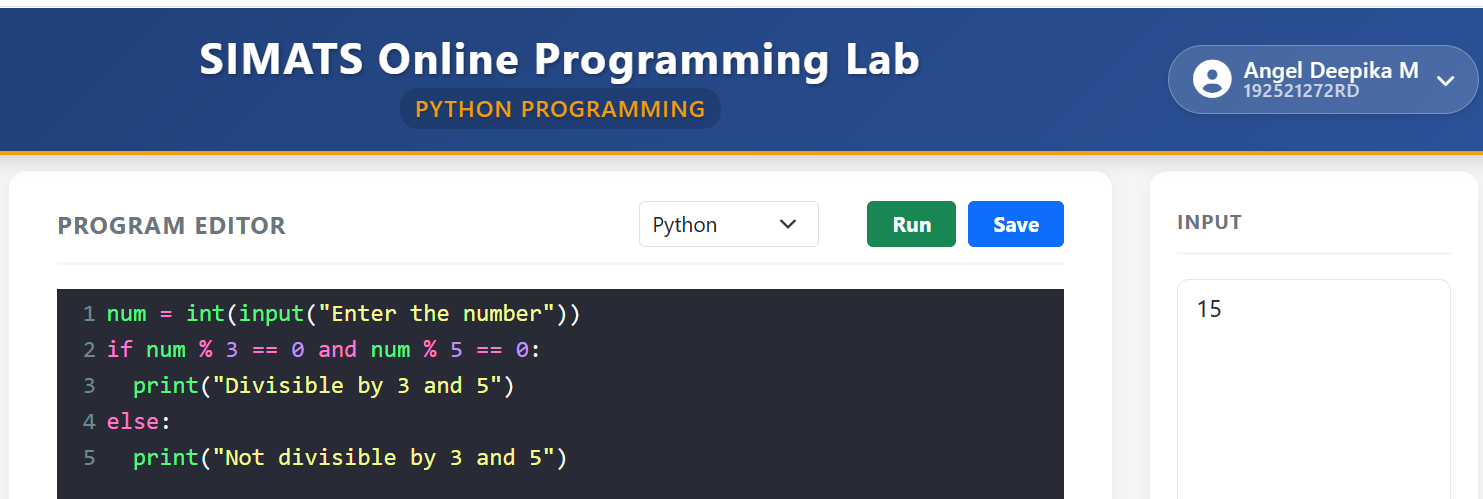 SIMATS Online Programming Lab
PYTHON PROGRAMMING
Angel Deepika M
192521272RD
PROGRAM EDITOR
Python
Run
Save
1 num = int(input("Enter the number"))
2 if num % 3 == 0 and num % 5 == 0:
3   print("Divisible by 3 and 5")
4 else:
5   print("Not divisible by 3 and 5")
INPUT
15